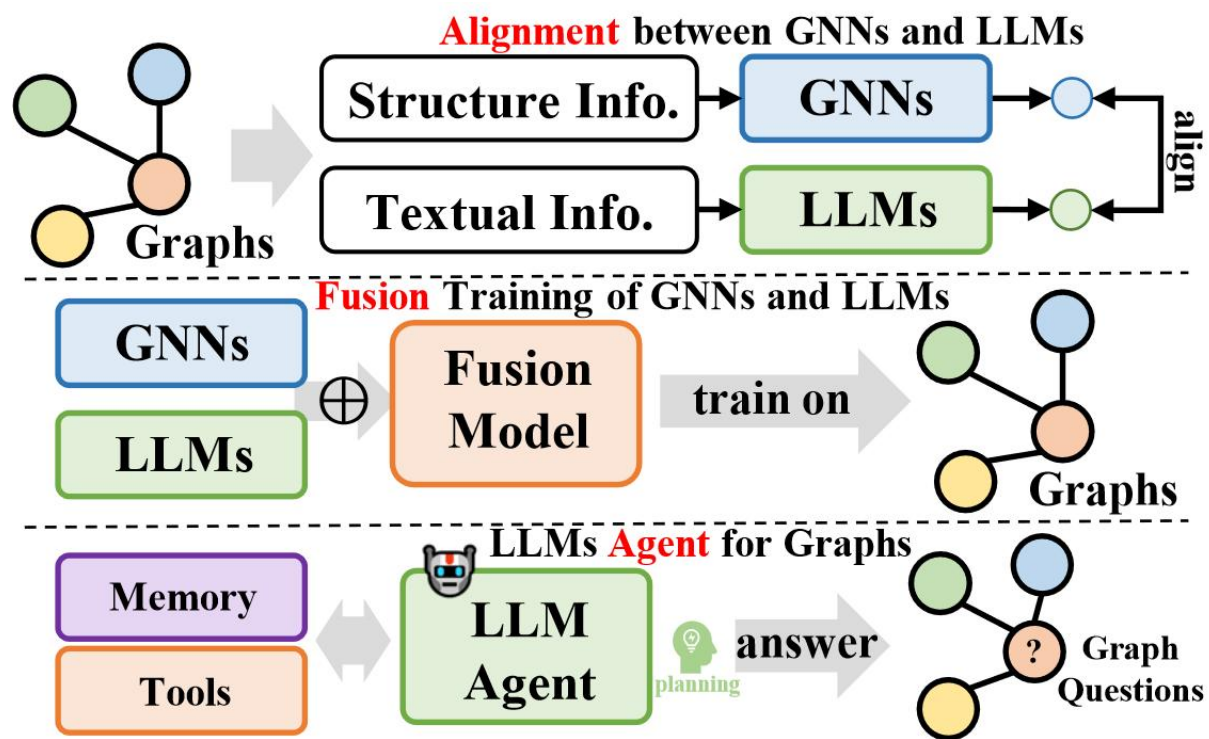 Alignment between GNNs and LLMs
Structure Info.
GNNs
Textual Info.
LLMs
align
Graphs
Fusion Training of GNNs and LLMs
GNNs
LLMs
Fusion
Model
train on
Graphs
LLMs Agent for Graphs
Memory
Tools
LLM
Agent
planning
answer
?
Graph
Questions